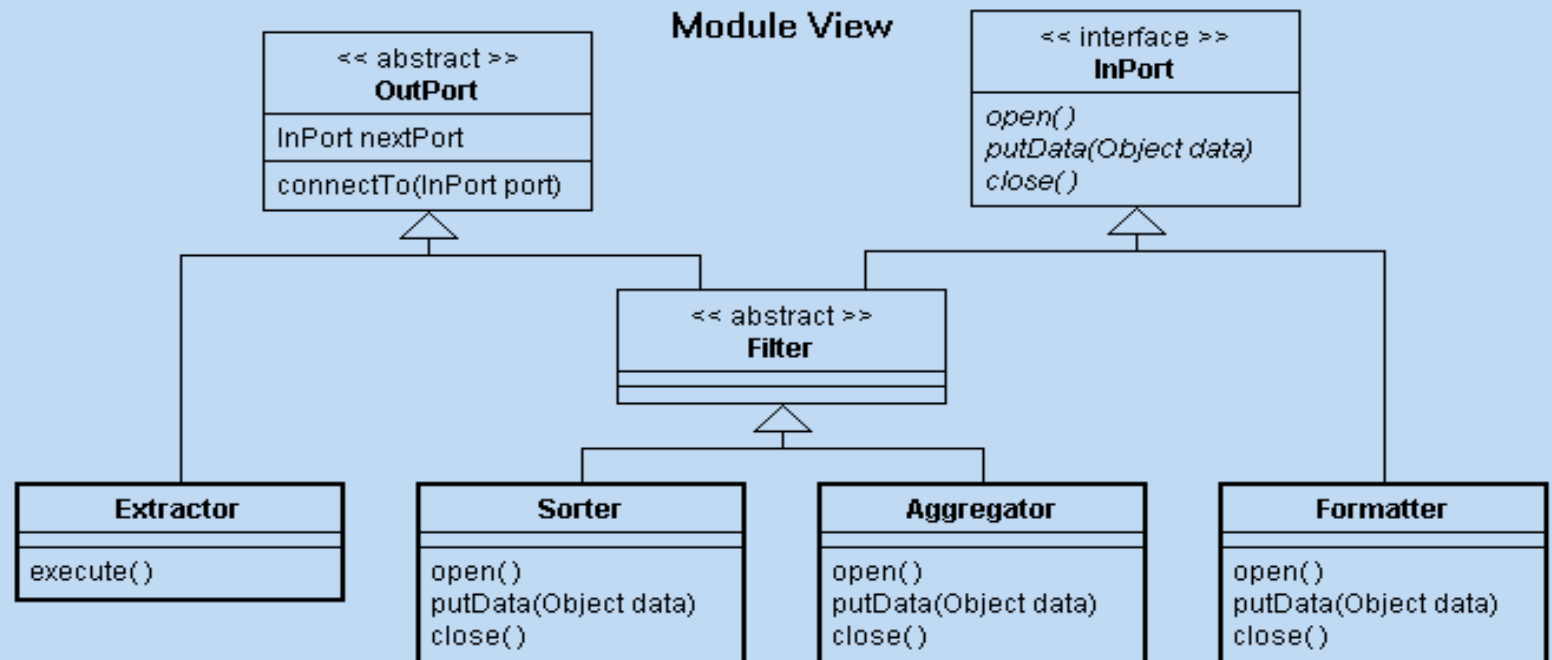 Module View
<< abstract >>
OutPort
InPort nextPort
connectTo(InPort port)
<< interface >>
InPort
open()
putData(Object data)
close()
<< abstract >>
Filter
Extractor
execute()
Sorter
open()
putData(Object data)
close()
Aggregator
open()
putData(Object data)
close()
Formatter
open()
putData(Object data)
close()